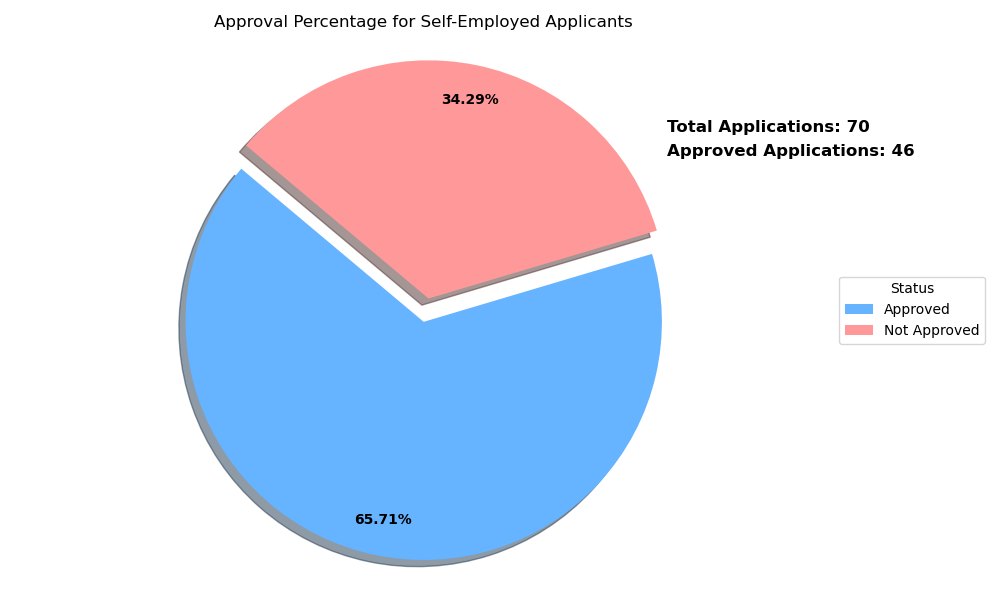 Approval Percentage for Self-Employed Applicants
34.29%
Total Applications: 70
Approved Applications: 46
Status
Approved
Not Approved
65.71%